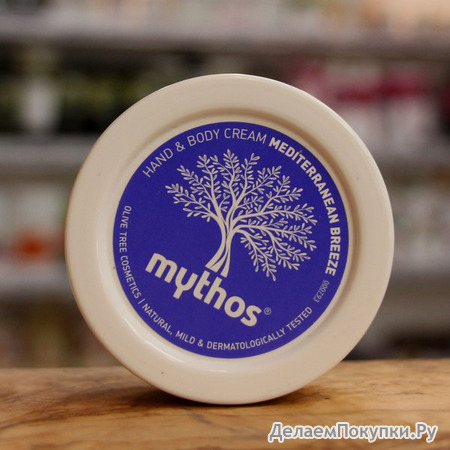 HAND & BODY CREAM MEDITERRANEAN BREEZE
mythos®
OLIVE TREE COSMETICS | NATURAL, MILD & DERMATOLOGICALLY TESTED
ДелаемПокупки.Ру